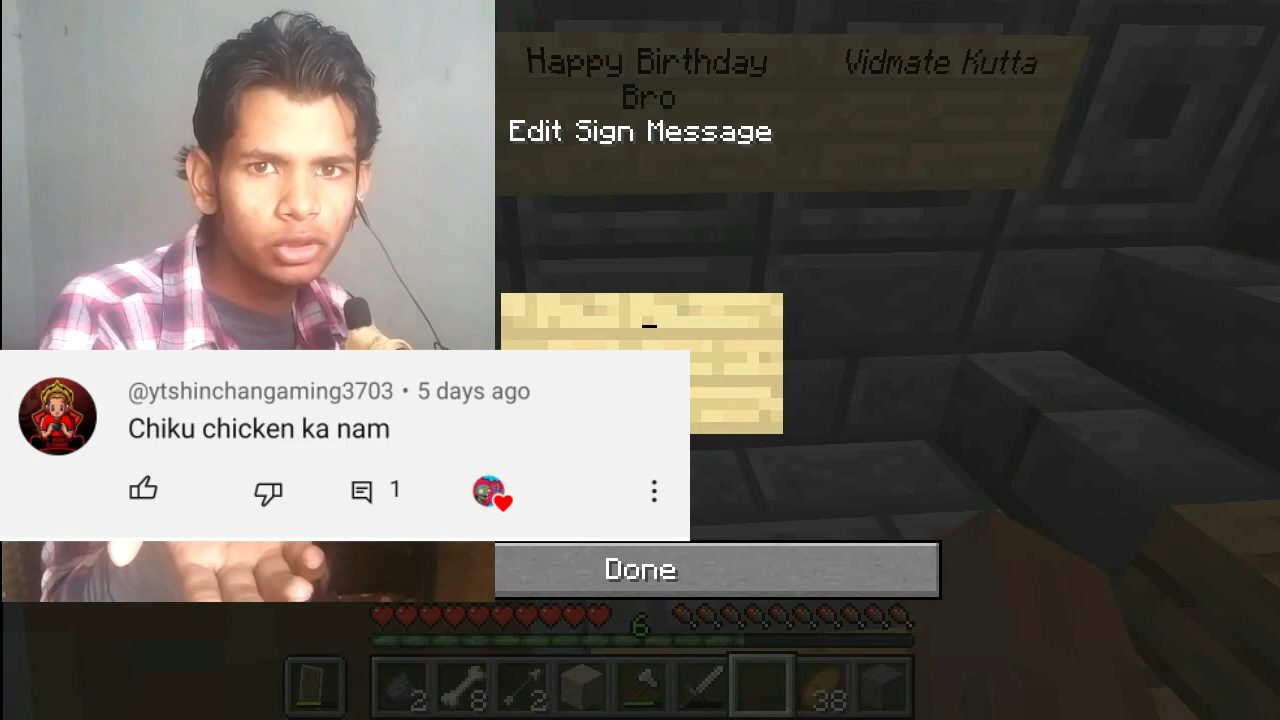 Happy Birthday
Bro
Vidmate Kutta
Edit Sign Message
@ytshinchangaming3703 • 5 days ago
Chiku chicken ka nam
1
Done
6
2
8
2
38